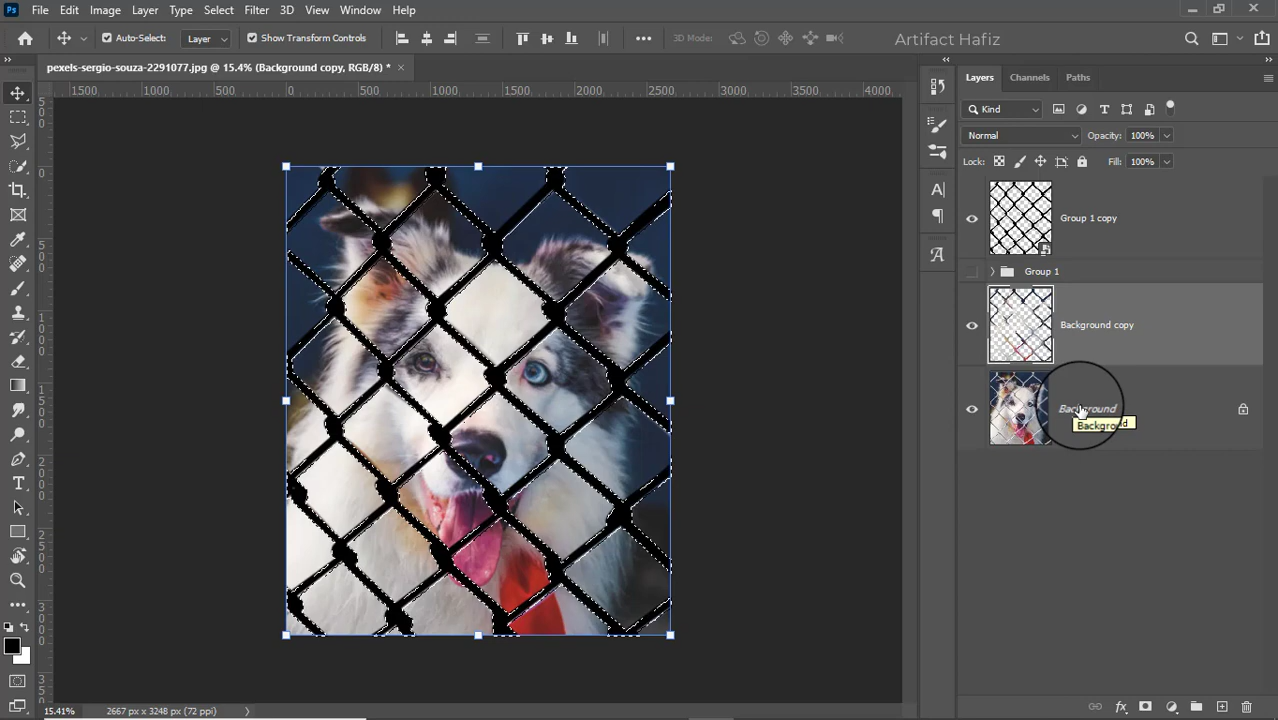 Ps File Edit Image Layer Type Select Filter 3D View Window Help
Auto-Select: Layer Show Transform Controls 3D Mode: Artifact Hafiz
pexels-sergio-souza-2291077.jpg @ 15.4% (Background copy, RGB/8) *
1500 1000 500 0 500 1000 1500 2000 2500 3000 3500 4000
Layers Channels Paths
Kind
Normal Opacity: 100%
Lock: Fill: 100%
Group 1 copy
Group 1
Background copy
Background
15.41% 2667 px x 3248 px (72 ppi)